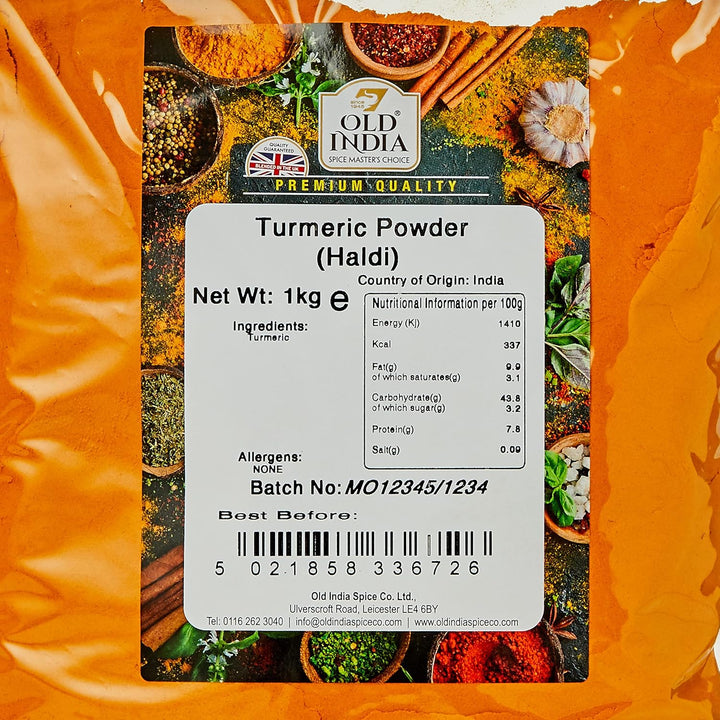 SINCE 1945
OLD INDIA®
SPICE MASTER'S CHOICE
QUALITY GUARANTEED
BLENDED IN THE UK
PREMIUM QUALITY
Turmeric Powder
(Haldi)
Country of Origin: India
Net Wt: 1kg e
Nutritional Information per 100g
Energy (Kj) 1410
Kcal 337
Fat(g) 9.9
of which saturates(g) 3.1
Carbohydrate(g) 43.8
of which sugar(g) 3.2
Protein(g) 7.8
Salt(g) 0.09
Ingredients:
Turmeric
Allergens:
NONE
Batch No: MO12345/1234
Best Before:
5 021858 336726
Old India Spice Co. Ltd.,
Ulverscroft Road, Leicester LE4 6BY
Tel: 0116 262 3040 | info@oldindiaspiceco.com | www.oldindiaspiceco.com